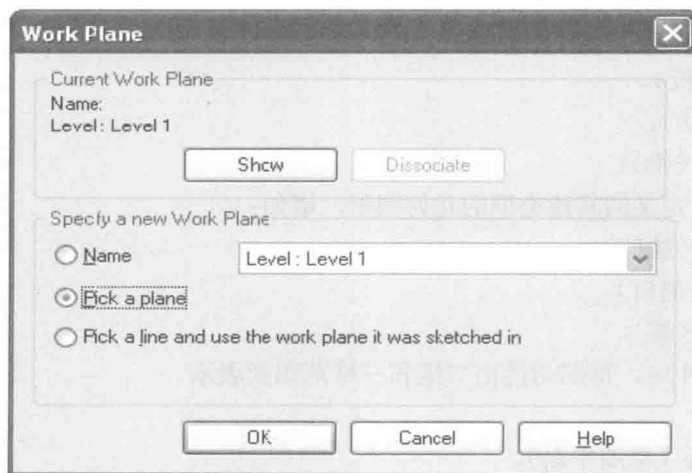 Work Plane
Current Work Plane
Name:
Level : Level 1
Show
Dissociate
Specify a new Work Plane
Name
Level : Level 1
Pick a plane
Pick a line and use the work plane it was sketched in
OK
Cancel
Help